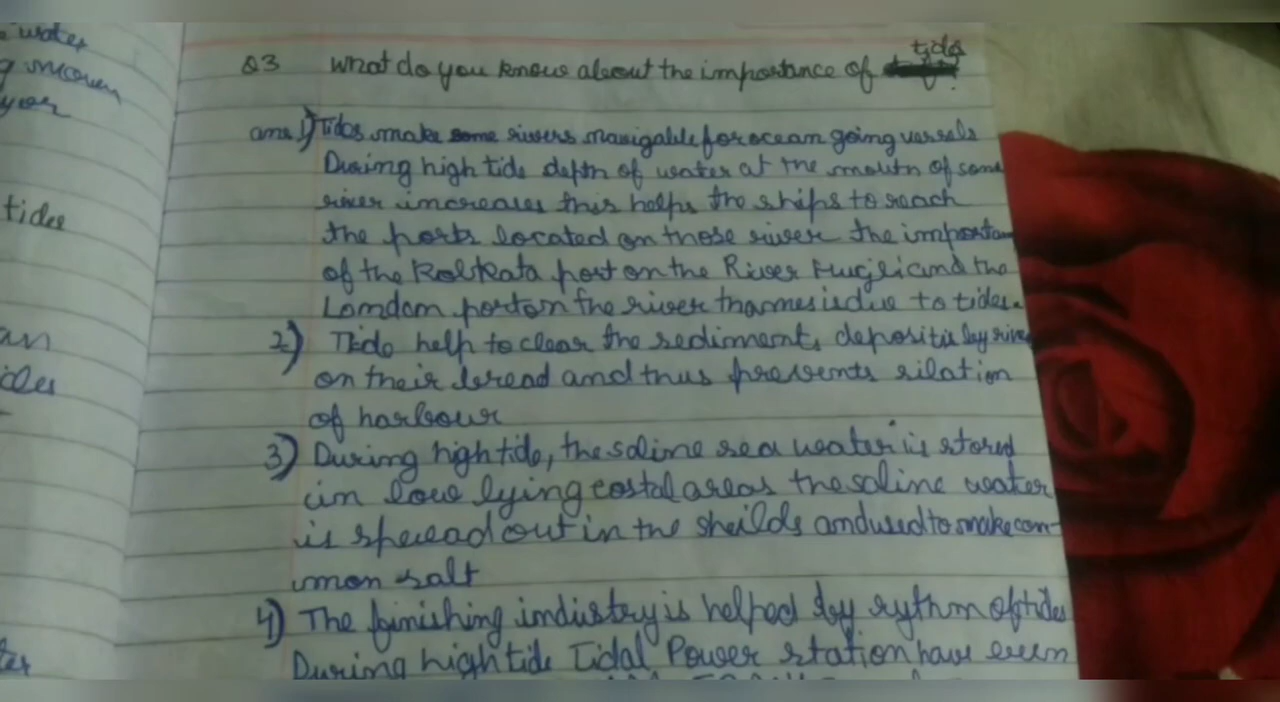 water
tides
Q3 what do you know about the importance of tide
ans 1) Tides make some rivers navigable for ocean going vessels
During high tide depth of water at the mouth of some
river increases this helps the ships to reach
the ports located on those river the importan
of the Kolkata port on the River Hugli and the
London port on the river thames is due to tides.
2) Tide help to clear the sediments deposite by river
on their beread and thus prevents silation
of harbour
3) During high tide, the saline sea water is stored
in low lying costal areas the saline water
is speread out in the sheilds and used to make com-
mon salt
4) The finishing industry is helped by rythm of tides
During high tide Tidal Power station have